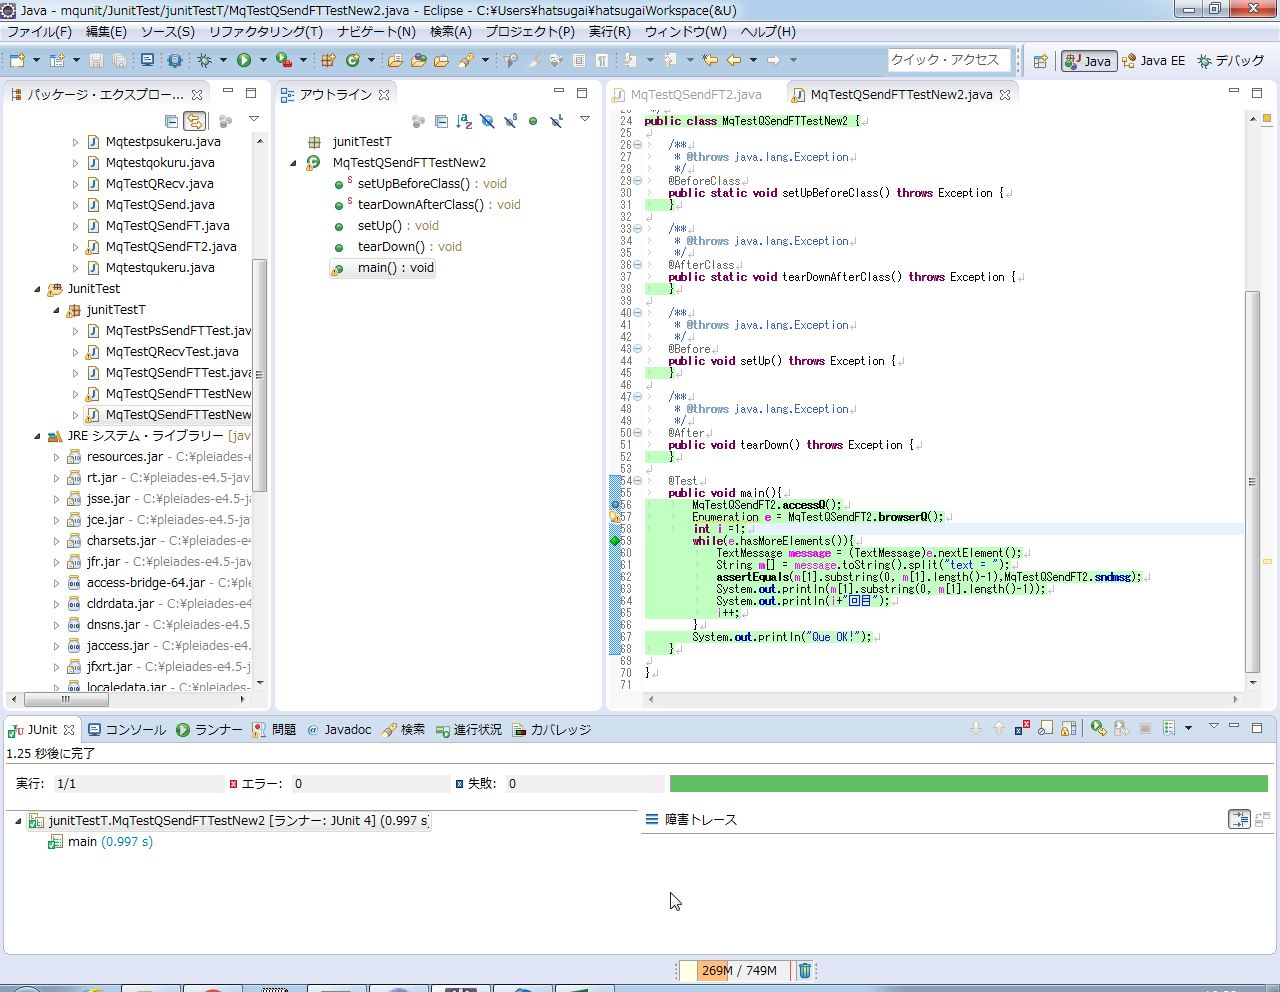 Java - mqunit/JunitTest/junitTestT/MqTestQSendFTTestNew2.java - Eclipse - C:¥Users¥hatsugai¥hatsugaiWorkspace(&U)
ファイル(F) 編集(E) ソース(S) リファクタリング(T) ナビゲート(N) 検索(A) プロジェクト(P) 実行(R) ウィンドウ(W) ヘルプ(H)
クイック・アクセス Java Java EE デバッグ
パッケージ・エクスプロー...
Mqtestpsukeru.java
Mqtestqokuru.java
MqTestQRecv.java
MqTestQSend.java
MqTestQSendFT.java
MqTestQSendFT2.java
Mqtestqukeru.java
JunitTest
junitTestT
MqTestPsSendFTTest.jav
MqTestQRecvTest.java
MqTestQSendFTTest.java
MqTestQSendFTTestNew
MqTestQSendFTTestNew
JRE システム・ライブラリー [jav
resources.jar - C:¥pleiades-e
rt.jar - C:¥pleiades-e4.5-java
jsse.jar - C:¥pleiades-e4.5-ja
jce.jar - C:¥pleiades-e4.5-jav
charsets.jar - C:¥pleiades-e4
jfr.jar - C:¥pleiades-e4.5-jav
access-bridge-64.jar - C:¥ple
cldrdata.jar - C:¥pleiades-e4
dnsns.jar - C:¥pleiades-e4.5
jaccess.jar - C:¥pleiades-e4.
jfxrt.jar - C:¥pleiades-e4.5-j
localedata.jar - C:¥pleiades
アウトライン
junitTestT
MqTestQSendFTTestNew2
setUpBeforeClass() : void
tearDownAfterClass() : void
setUp() : void
tearDown() : void
main() : void
MqTestQSendFT2.java MqTestQSendFTTestNew2.java
24 public class MqTestQSendFTTestNew2 {
25
26 /**
27 * @throws java.lang.Exception
28 */
29 @BeforeClass
30 public static void setUpBeforeClass() throws Exception {
31 }
32
33 /**
34 * @throws java.lang.Exception
35 */
36 @AfterClass
37 public static void tearDownAfterClass() throws Exception {
38 }
39
40 /**
41 * @throws java.lang.Exception
42 */
43 @Before
44 public void setUp() throws Exception {
45 }
46
47 /**
48 * @throws java.lang.Exception
49 */
50 @After
51 public void tearDown() throws Exception {
52 }
53
54 @Test
55 public void main(){
56 MqTestQSendFT2.accessQ();
57 Enumeration e = MqTestQSendFT2.browserQ();
58 int i =1;
59 while(e.hasMoreElements()){
60 TextMessage message = (TextMessage)e.nextElement();
61 String m[] = message.toString().split("text = ");
62 assertEquals(m[1].substring(0, m[1].length()-1),MqTestQSendFT2.sndmsg);
63 System.out.println(m[1].substring(0, m[1].length()-1));
64 System.out.println(i+"回目");
65 i++;
66 }
67 System.out.println("Que OK!");
68 }
69
70 }
71
JUnit コンソール ランナー 問題 @ Javadoc 検索 進行状況 カバレッジ
1.25 秒後に完了
実行: 1/1 エラー: 0 失敗: 0
junitTestT.MqTestQSendFTTestNew2 [ランナー: JUnit 4] (0.997 s)
main (0.997 s)
障害トレース
269M / 749M